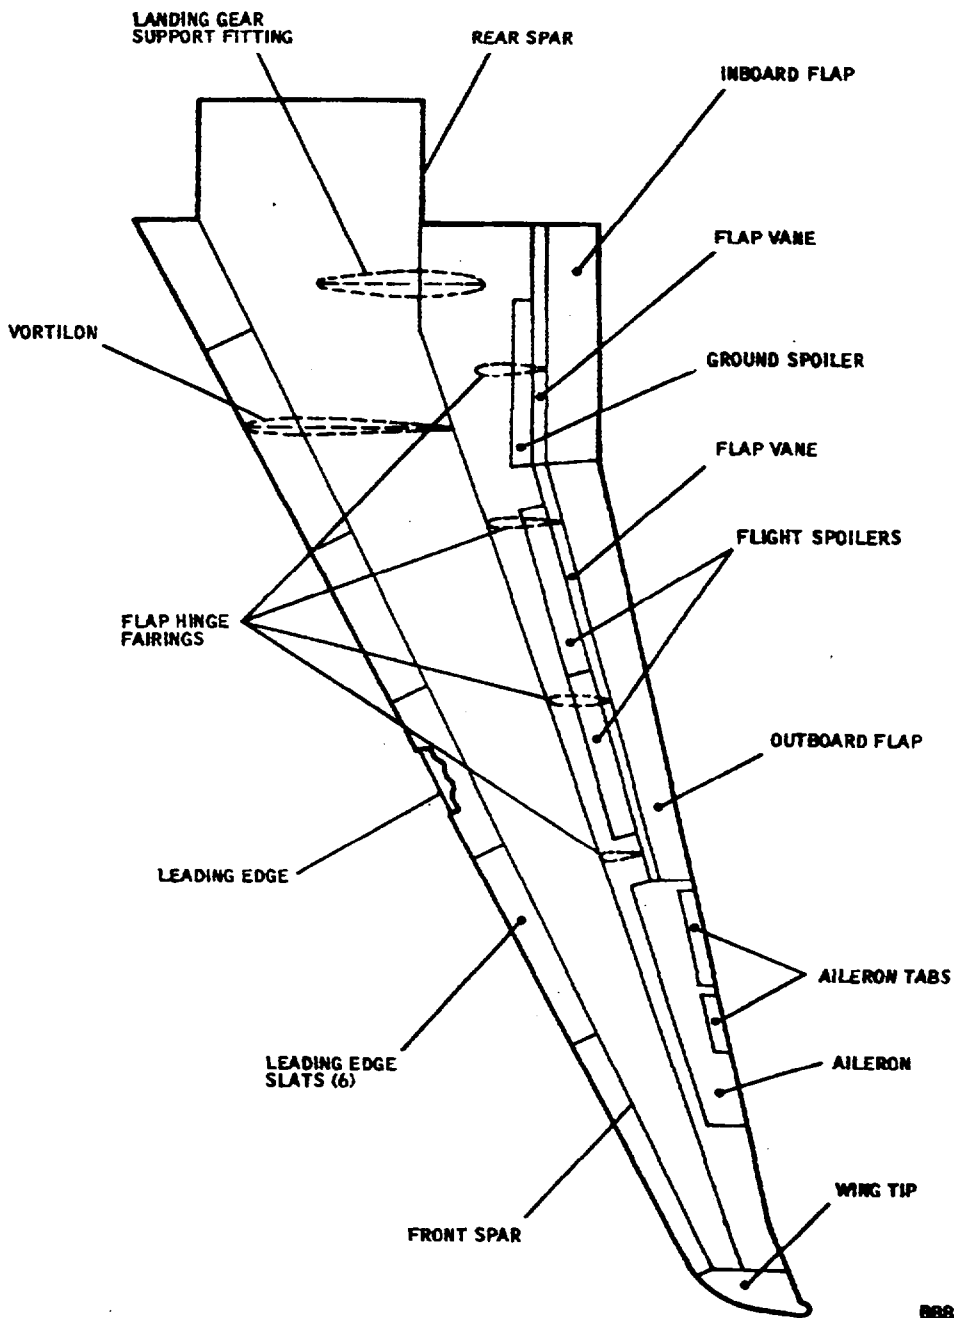 LANDING GEAR
SUPPORT FITTING
REAR SPAR
INBOARD FLAP
FLAP VANE
VORTILON
GROUND SPOILER
FLAP VANE
FLIGHT SPOILERS
FLAP HINGE
FAIRINGS
OUTBOARD FLAP
LEADING EDGE
AILERON TABS
LEADING EDGE
SLATS (6)
AILERON
WING TIP
FRONT SPAR